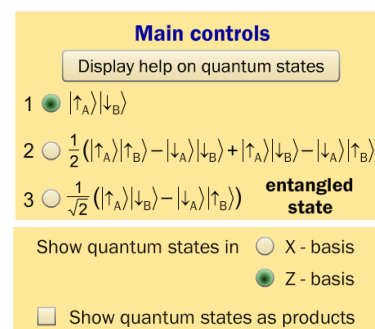 Main controls
Display help on quantum states
1 |↑A⟩|↓B⟩
2 1/2 (|↑A⟩|↑B⟩−|↓A⟩|↓B⟩+|↑A⟩|↓B⟩−|↓A⟩|↑B⟩)
3 1/√2 (|↑A⟩|↓B⟩−|↓A⟩|↑B⟩) entangled state
Show quantum states in X - basis
Z - basis
Show quantum states as products